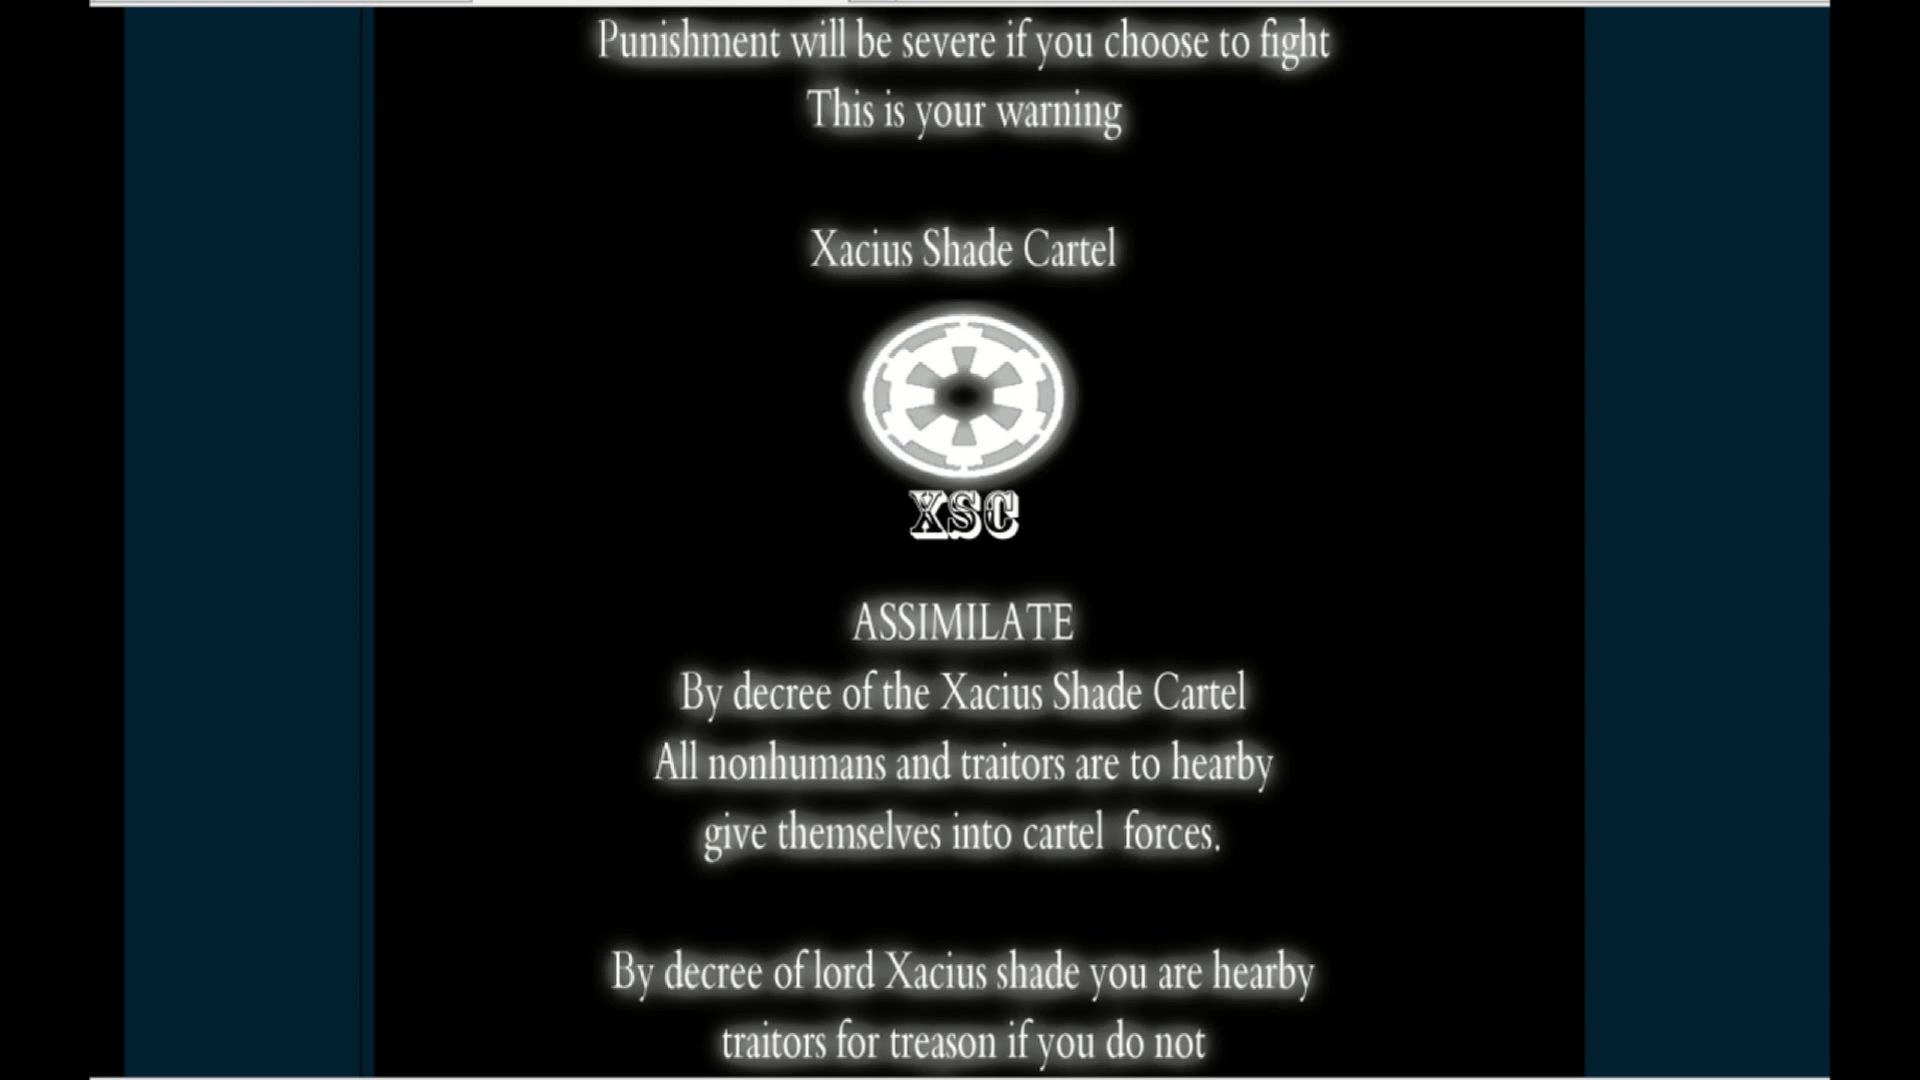 Punishment will be severe if you choose to fight
This is your warning
Xacius Shade Cartel
XSC
ASSIMILATE
By decree of the Xacius Shade Cartel
All nonhumans and traitors are to hearby
give themselves into cartel forces.
By decree of lord Xacius shade you are hearby
traitors for treason if you do not